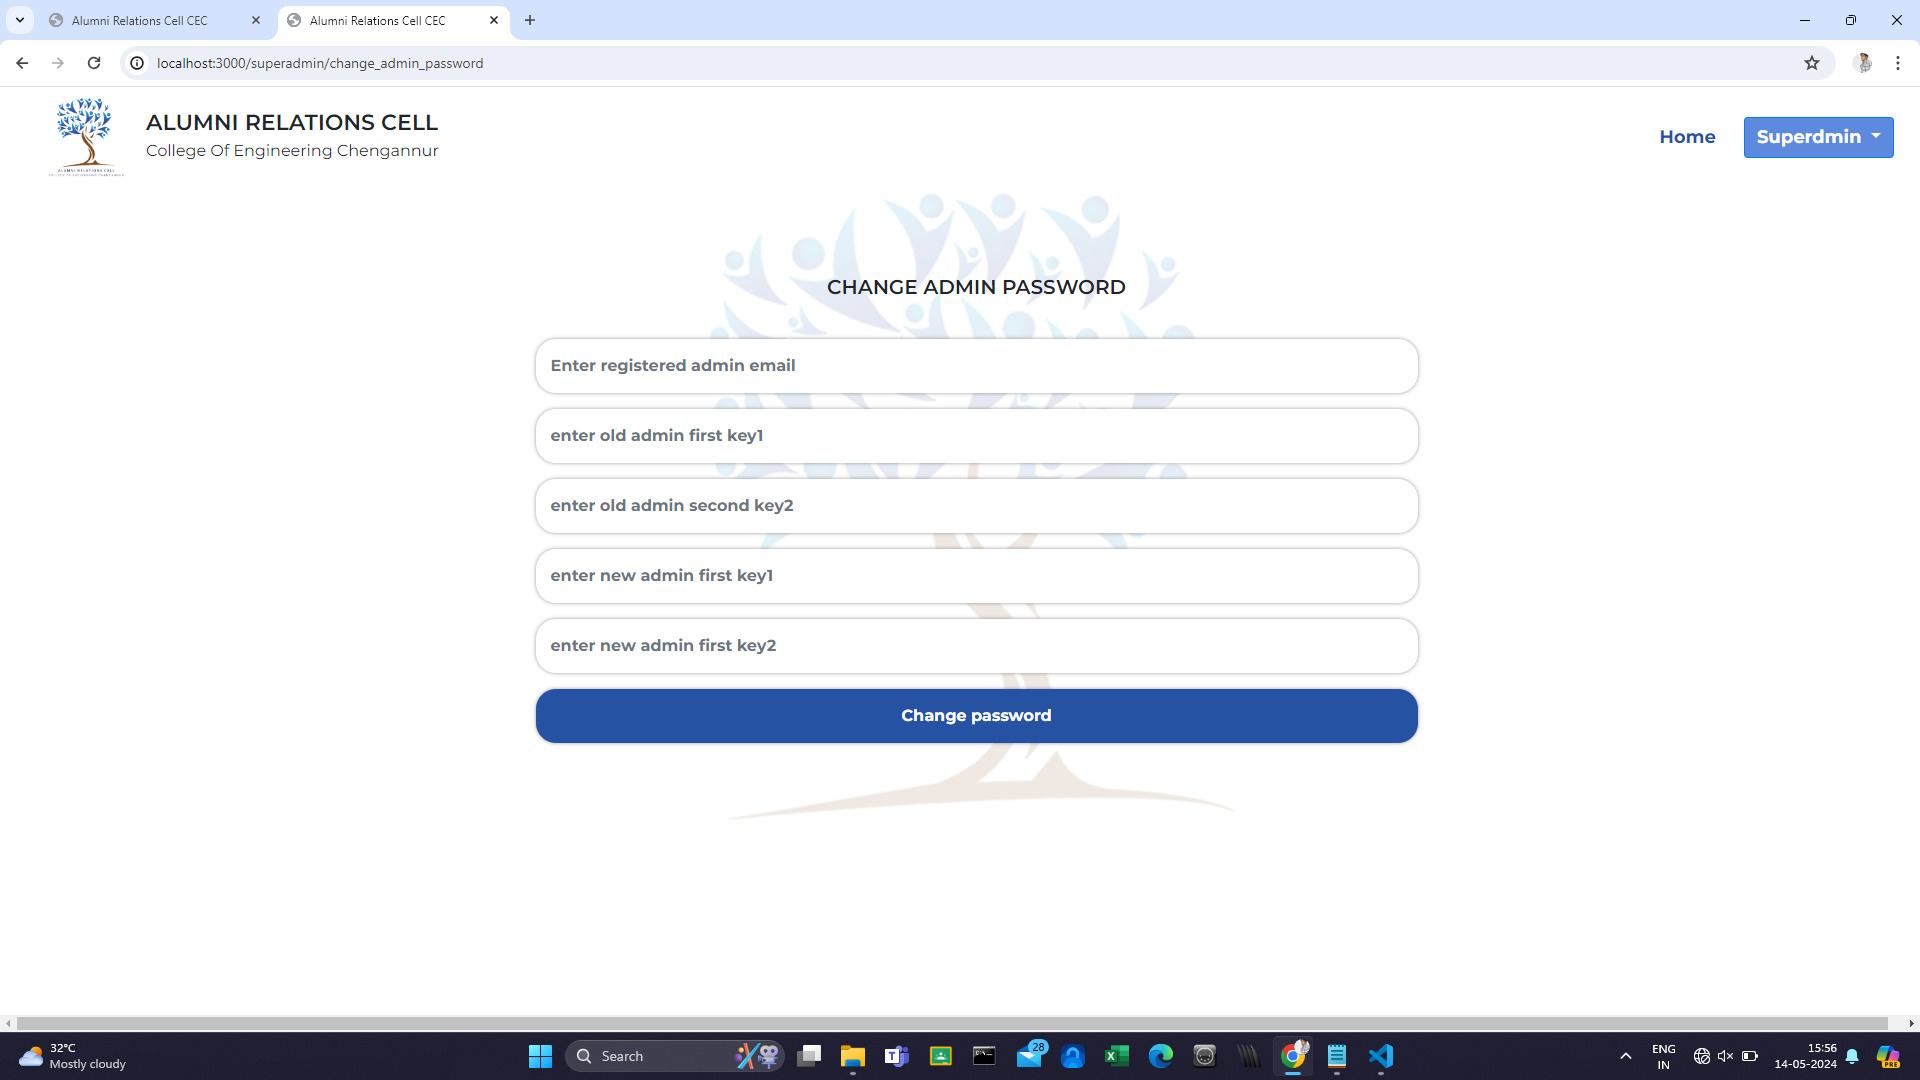 Alumni Relations Cell CEC
Alumni Relations Cell CEC
localhost:3000/superadmin/change_admin_password
ALUMNI RELATIONS CELL
College Of Engineering Chengannur
Home
Superdmin
CHANGE ADMIN PASSWORD
Enter registered admin email
enter old admin first key1
enter old admin second key2
enter new admin first key1
enter new admin first key2
Change password
32°C
Mostly cloudy
Search
28
ENG
IN
15:56
14-05-2024
PRE